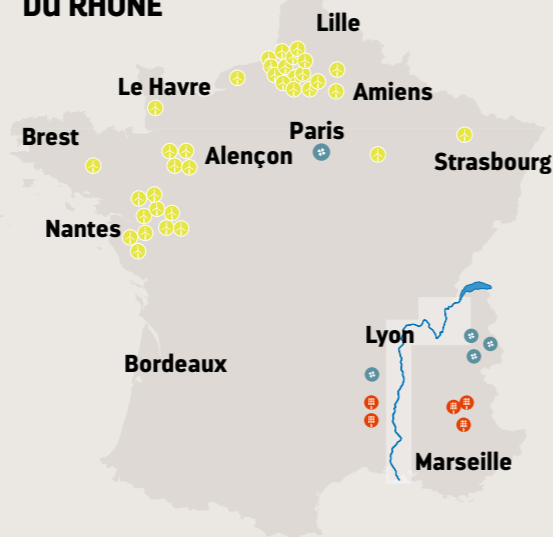 DU RHÔNE
Lille
Le Havre
Amiens
Brest
Paris
Alençon
Strasbourg
Nantes
Lyon
Bordeaux
Marseille